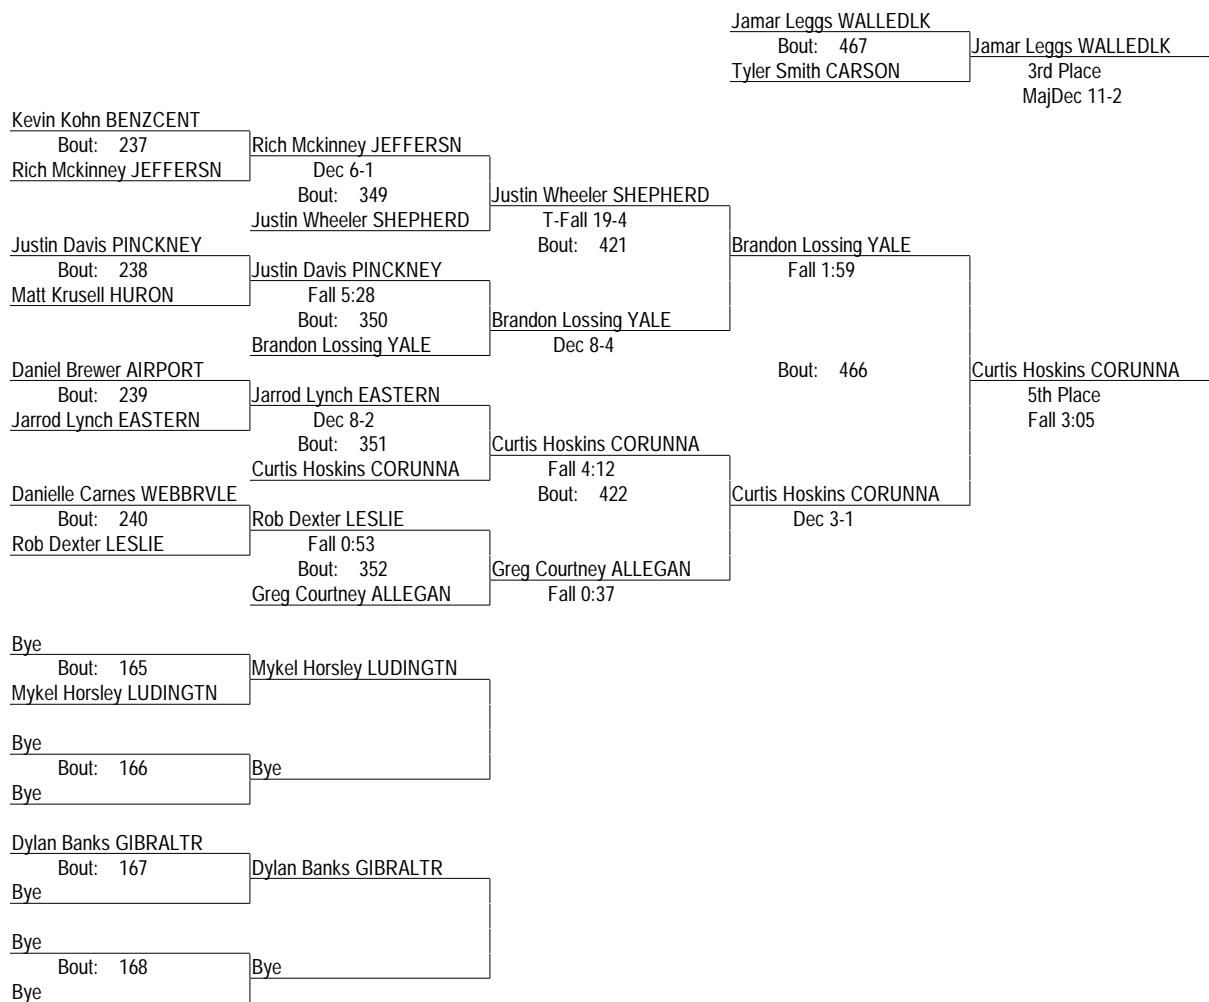 Jamar Leggs WALLEDLK
Bout: 467 Jamar Leggs WALLEDLK
Tyler Smith CARSON 3rd Place
MajDec 11-2
Kevin Kohn BENZCENT
Bout: 237 Rich Mckinney JEFFERSN
Rich Mckinney JEFFERSN Dec 6-1
Bout: 349 Justin Wheeler SHEPHERD
Justin Wheeler SHEPHERD T-Fall 19-4
Justin Davis PINCKNEY Bout: 421 Brandon Lossing YALE
Bout: 238 Justin Davis PINCKNEY Fall 1:59
Matt Krusell HURON Fall 5:28
Bout: 350 Brandon Lossing YALE
Brandon Lossing YALE Dec 8-4
Daniel Brewer AIRPORT Bout: 466 Curtis Hoskins CORUNNA
Bout: 239 Jarrod Lynch EASTERN 5th Place
Jarrod Lynch EASTERN Dec 8-2 Fall 3:05
Bout: 351 Curtis Hoskins CORUNNA
Curtis Hoskins CORUNNA Fall 4:12
Danielle Carnes WEBBRVLE Bout: 422 Curtis Hoskins CORUNNA
Bout: 240 Rob Dexter LESLIE Dec 3-1
Rob Dexter LESLIE Fall 0:53
Bout: 352 Greg Courtney ALLEGAN
Greg Courtney ALLEGAN Fall 0:37
Bye
Bout: 165 Mykel Horsley LUDINGTN
Mykel Horsley LUDINGTN
Bye
Bout: 166 Bye
Bye
Dylan Banks GIBRALTR
Bout: 167 Dylan Banks GIBRALTR
Bye
Bye
Bout: 168 Bye
Bye